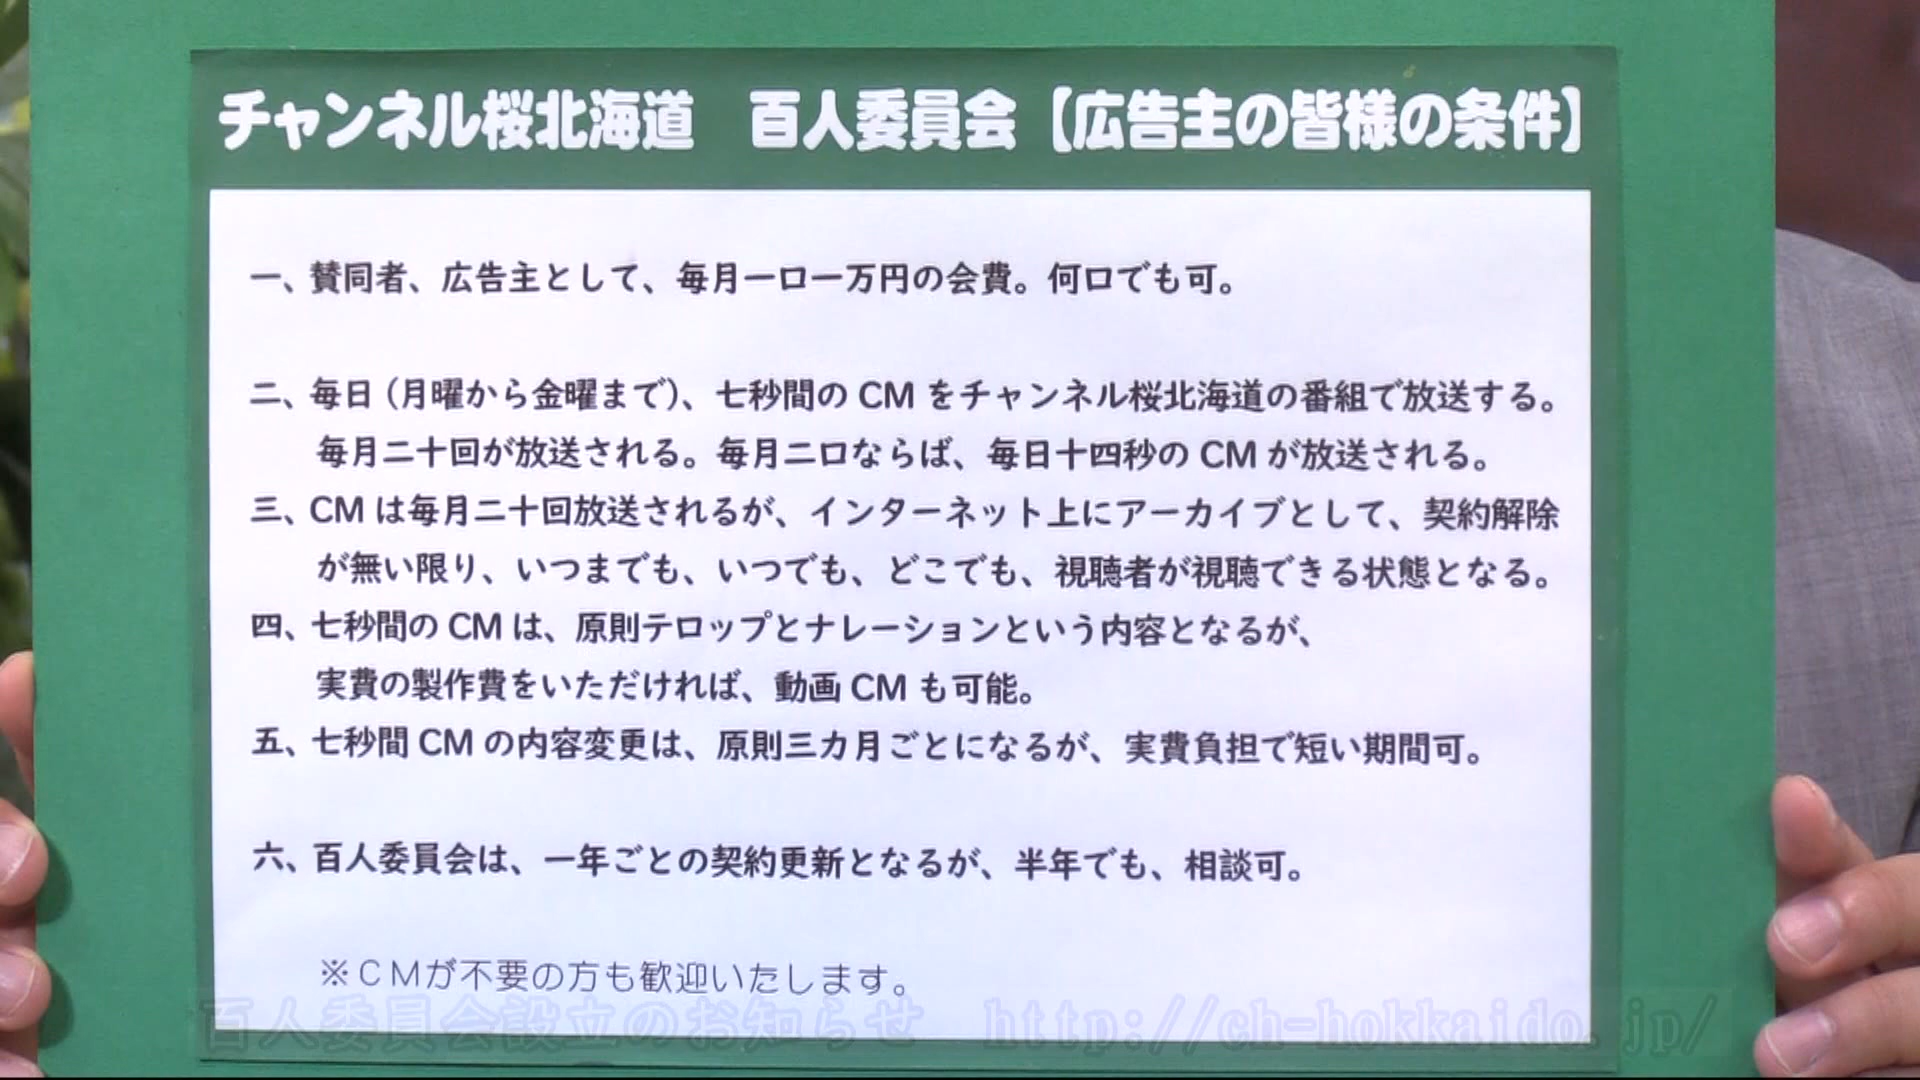 チャンネル桜北海道　百人委員会【広告主の皆様の条件】
一、賛同者、広告主として、毎月一口一万円の会費。何口でも可。
二、毎日（月曜から金曜まで）、七秒間の CM をチャンネル桜北海道の番組で放送する。
毎月二十回が放送される。毎月二口ならば、毎日十四秒の CM が放送される。
三、CM は毎月二十回放送されるが、インターネット上にアーカイブとして、契約解除
が無い限り、いつまでも、いつでも、どこでも、視聴者が視聴できる状態となる。
四、七秒間の CM は、原則テロップとナレーションという内容となるが、
実費の製作費をいただければ、動画 CM も可能。
五、七秒間 CM の内容変更は、原則三カ月ごとになるが、実費負担で短い期間可。
六、百人委員会は、一年ごとの契約更新となるが、半年でも、相談可。
※ＣＭが不要の方も歓迎いたします。
百人委員会設立のお知らせ　http://ch-hokkaido.jp/